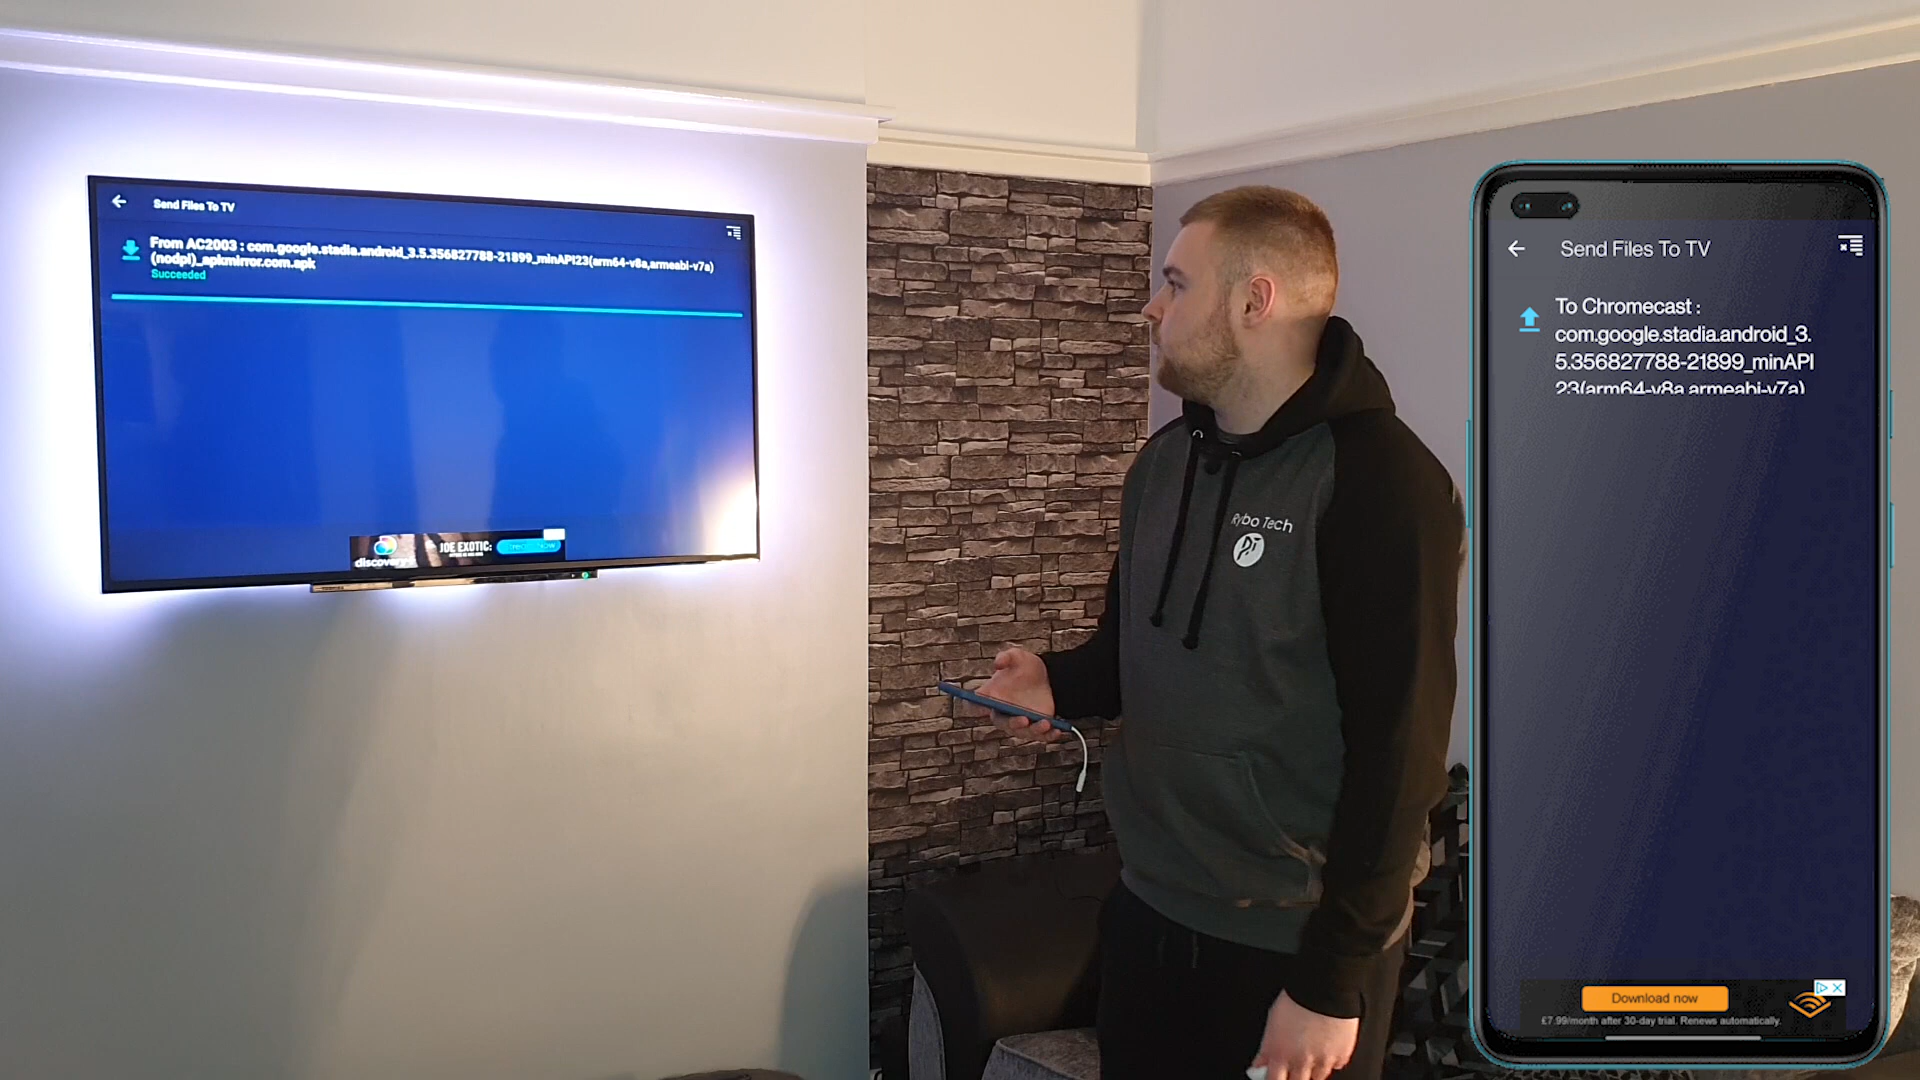 Send Files To TV
From AC2003 : com.google.stadia.android_3.5.356827788-21899_minAPI23(arm64-v8a,armeabi-v7a)
(nodpi)_apkmirror.com.apk
Succeeded
discovery+
JOE EXOTIC:
Rybo Tech
Send Files To TV
To Chromecast :
com.google.stadia.android_3.
5.356827788-21899_minAPI
23(arm64-v8a,armeabi-v7a)
Download now
£7.99/month after 30-day trial. Renews automatically.